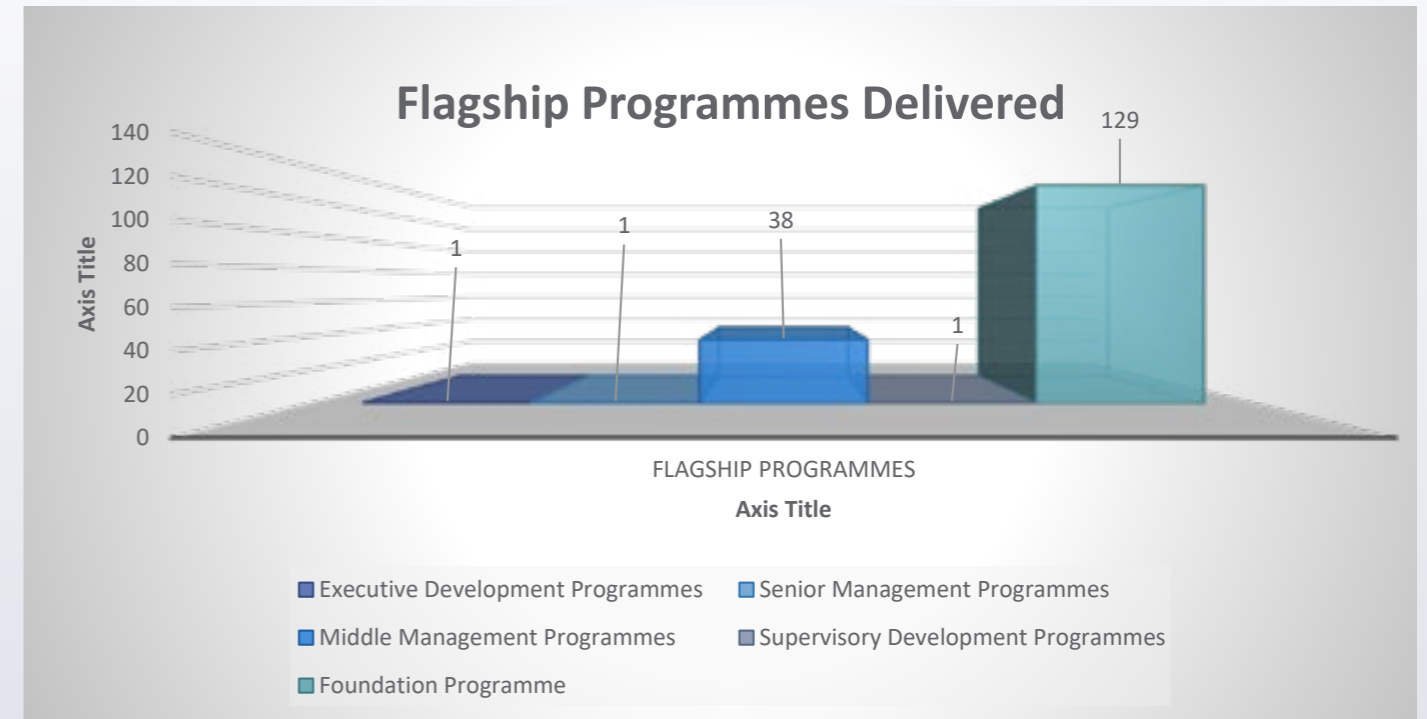 Flagship Programmes Delivered
140
120
100
80
60
40
20
0
Axis Title
1
1
38
1
129
FLAGSHIP PROGRAMMES
Axis Title
Executive Development Programmes
Senior Management Programmes
Middle Management Programmes
Supervisory Development Programmes
Foundation Programme